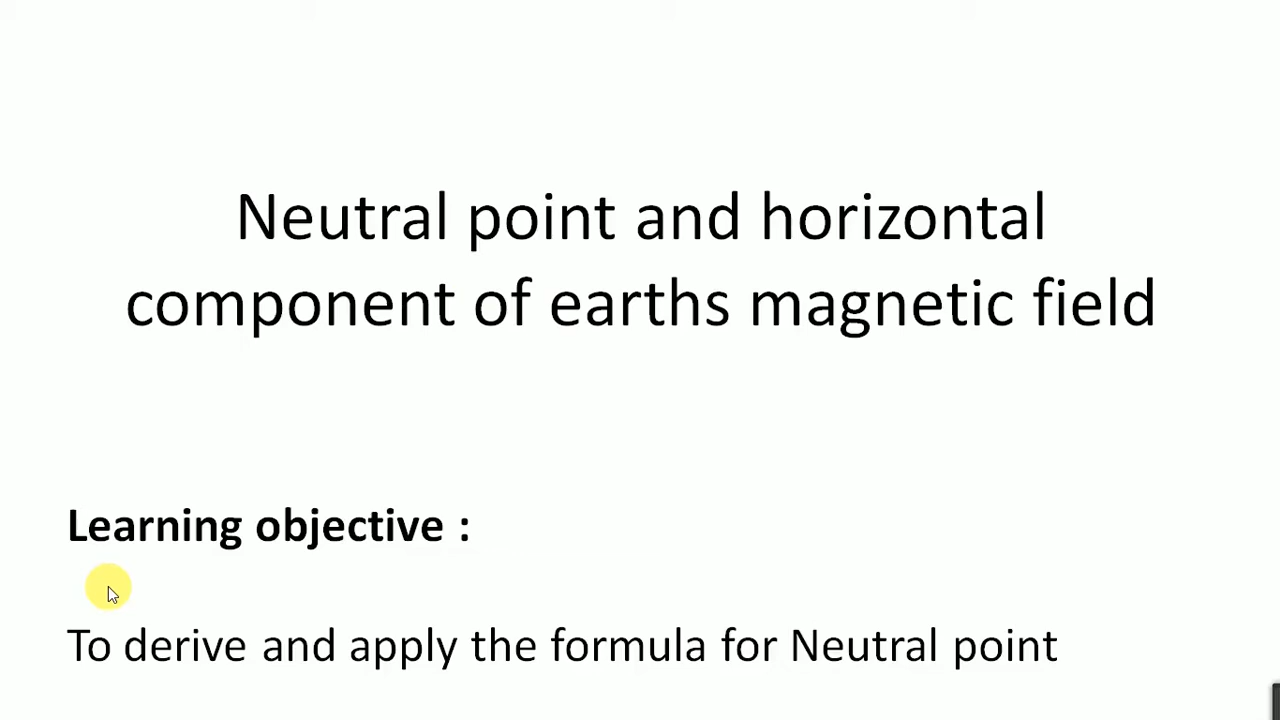 Neutral point and horizontal
component of earths magnetic field
Learning objective :
To derive and apply the formula for Neutral point